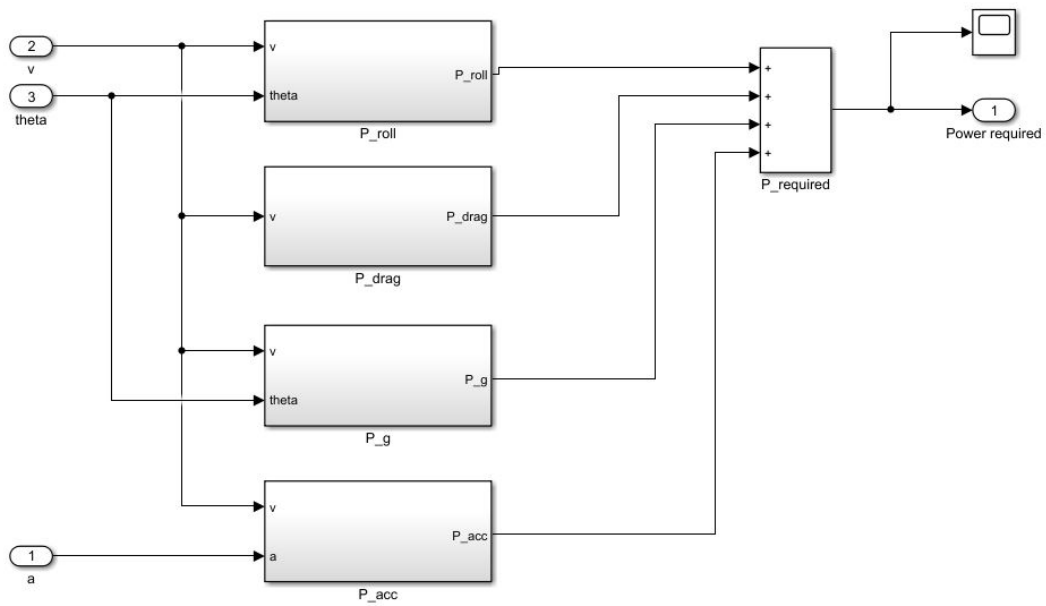 2
v
3
theta
v
theta
P_roll
P_roll
v
P_drag
P_drag
v
theta
P_g
P_g
1
a
v
a
P_acc
P_acc
+
+
+
+
P_required
1
Power required